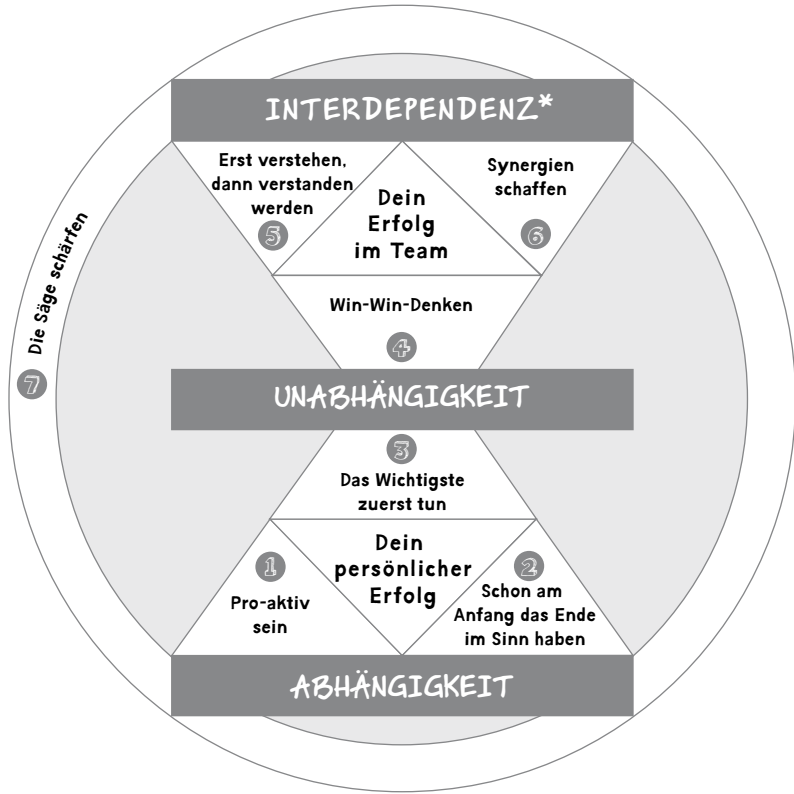 INTERDEPENDENZ*
Erst verstehen,
dann verstanden
werden
5
Dein
Erfolg
im Team
Synergien
schaffen
6
Win-Win-Denken
4
7 Die Säge schärfen
UNABHÄNGIGKEIT
3
Das Wichtigste
zuerst tun
Dein
persönlicher
Erfolg
1
Pro-aktiv
sein
2
Schon am
Anfang das Ende
im Sinn haben
ABHÄNGIGKEIT